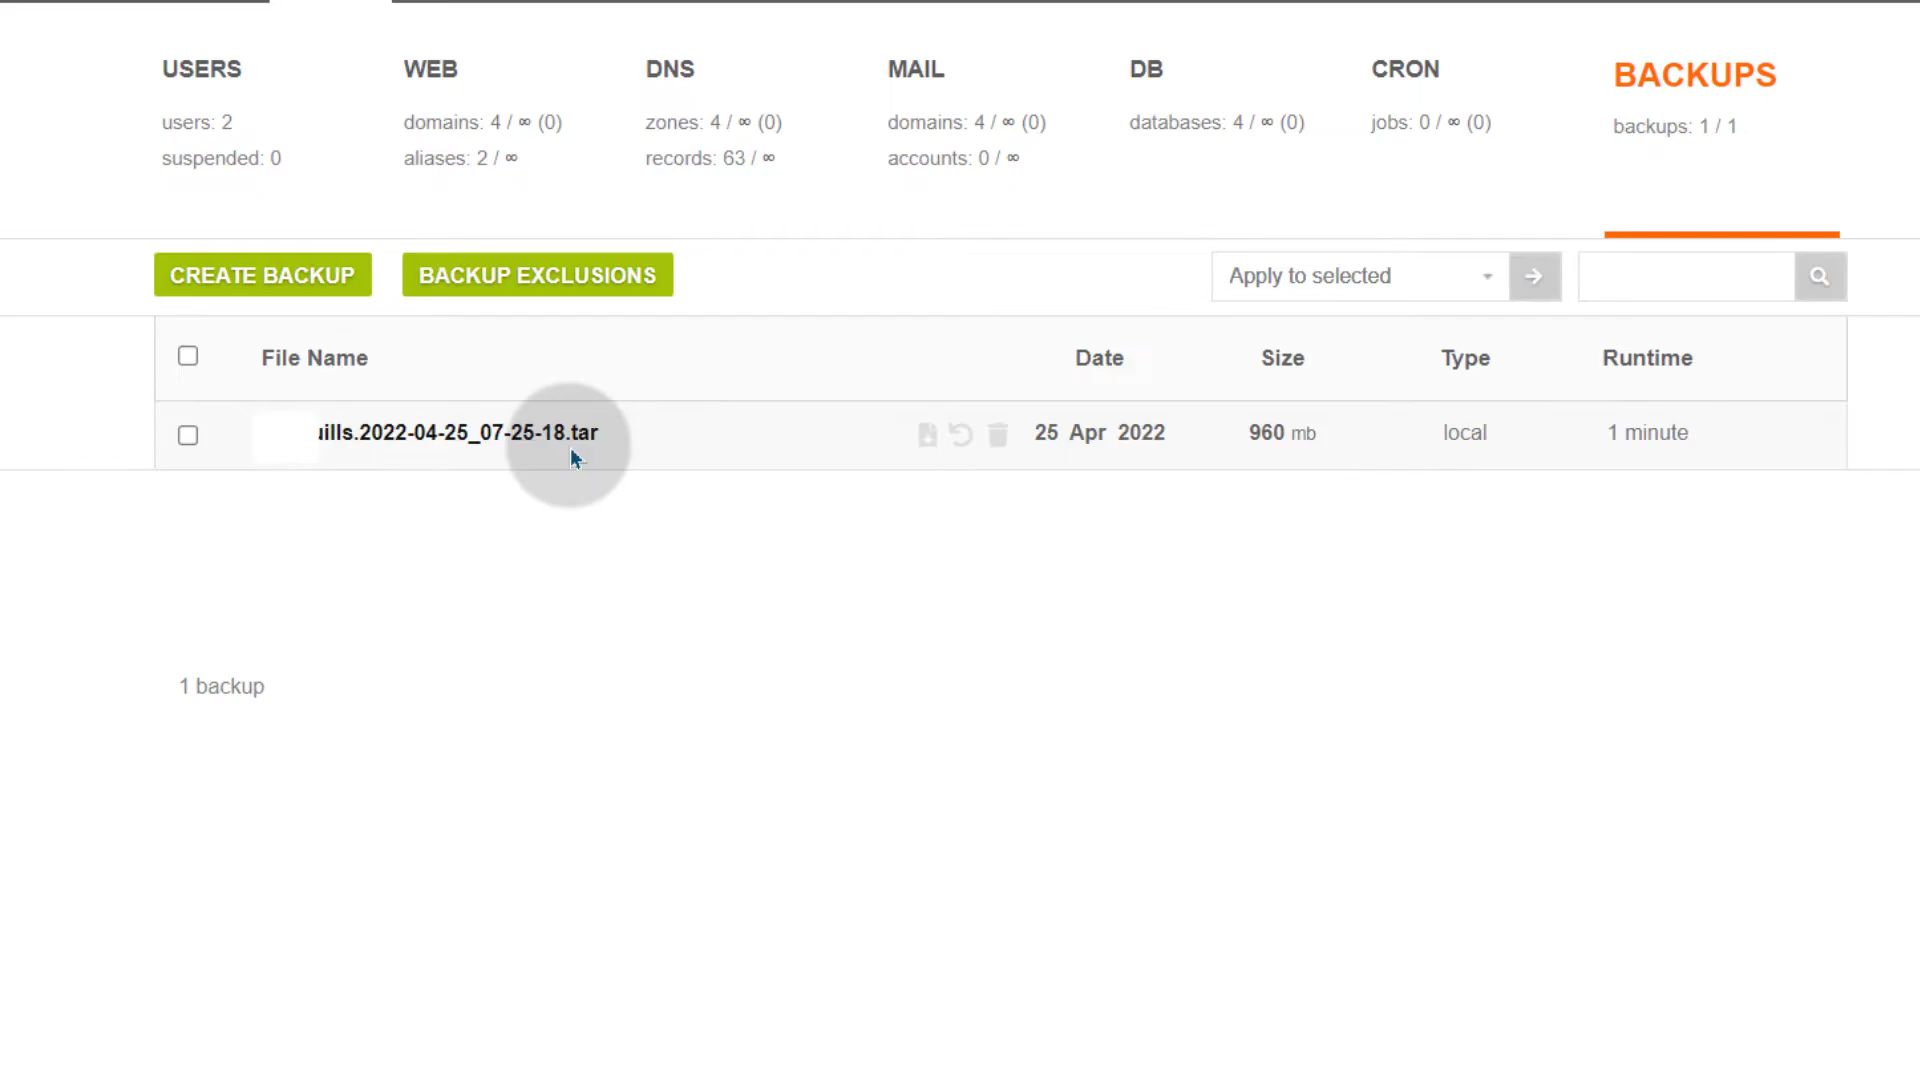 USERS
users: 2
suspended: 0
WEB
domains: 4 / ∞ (0)
aliases: 2 / ∞
DNS
zones: 4 / ∞ (0)
records: 63 / ∞
MAIL
domains: 4 / ∞ (0)
accounts: 0 / ∞
DB
databases: 4 / ∞ (0)
CRON
jobs: 0 / ∞ (0)
BACKUPS
backups: 1 / 1
CREATE BACKUP BACKUP EXCLUSIONS Apply to selected
File Name Date Size Type Runtime
ills.2022-04-25_07-25-18.tar 25 Apr 2022 960 mb local 1 minute
1 backup